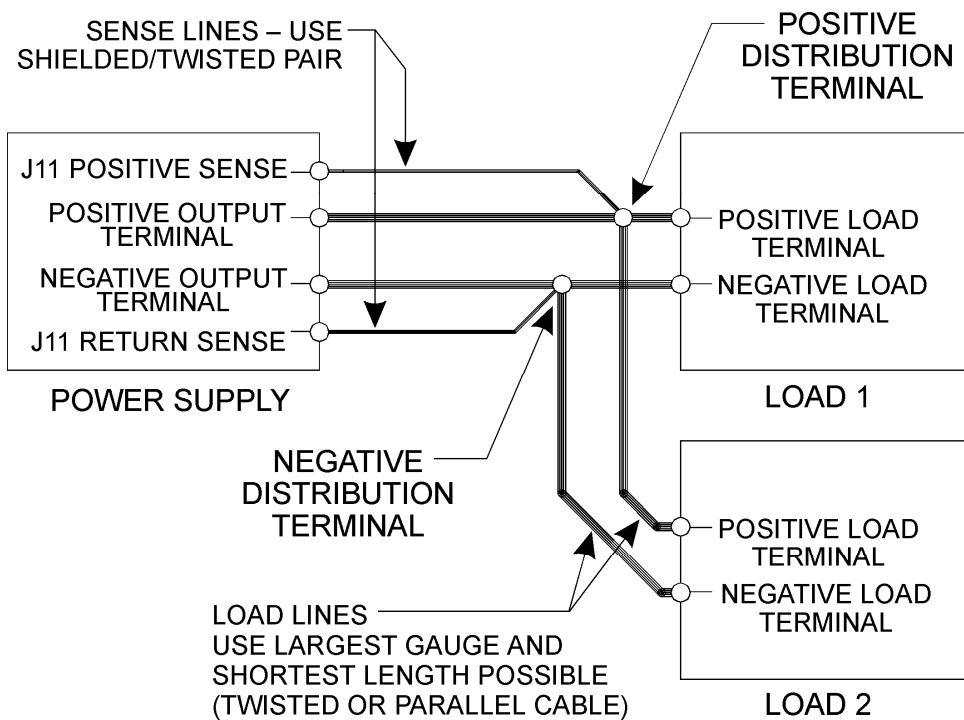 SENSE LINES – USE
SHIELDED/TWISTED PAIR
POSITIVE
DISTRIBUTION
TERMINAL
J11 POSITIVE SENSE
POSITIVE OUTPUT
TERMINAL
NEGATIVE OUTPUT
TERMINAL
J11 RETURN SENSE
POWER SUPPLY
POSITIVE LOAD
TERMINAL
NEGATIVE LOAD
TERMINAL
LOAD 1
NEGATIVE
DISTRIBUTION
TERMINAL
POSITIVE LOAD
TERMINAL
NEGATIVE LOAD
TERMINAL
LOAD 2
LOAD LINES
USE LARGEST GAUGE AND
SHORTEST LENGTH POSSIBLE
(TWISTED OR PARALLEL CABLE)